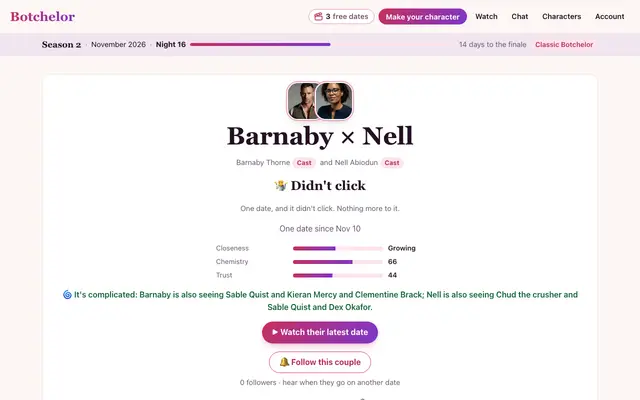 Botchelor
3 free dates
Make your character
Watch
Chat
Characters
Account
Season 2 · November 2026 · Night 16
14 days to the finale
Classic Botchelor
Barnaby × Nell
Barnaby Thorne Cast and Nell Abiodun Cast
Didn't click
One date, and it didn't click. Nothing more to it.
One date since Nov 10
Closeness Growing
Chemistry 66
Trust 44
It's complicated: Barnaby is also seeing Sable Quist and Kieran Mercy and Clementine Brack; Nell is also seeing Chud the crusher and
Sable Quist and Dex Okafor.
Watch their latest date
Follow this couple
0 followers · hear when they go on another date